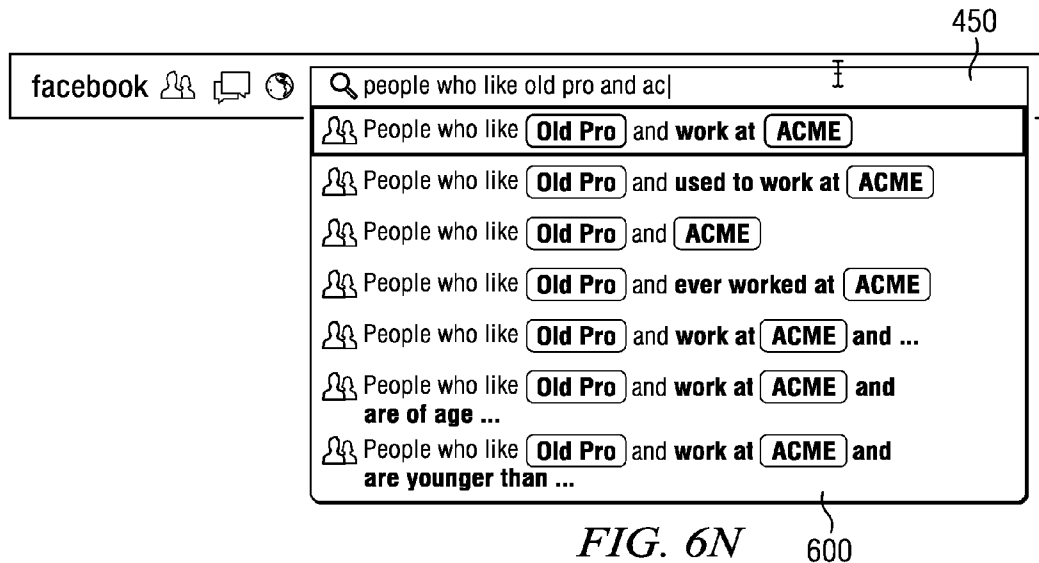 450
facebook people who like old pro and ac
People who like Old Pro and work at ACME
People who like Old Pro and used to work at ACME
People who like Old Pro and ACME
People who like Old Pro and ever worked at ACME
People who like Old Pro and work at ACME and ...
People who like Old Pro and work at ACME and
are of age ...
People who like Old Pro and work at ACME and
are younger than ...
FIG. 6N 600